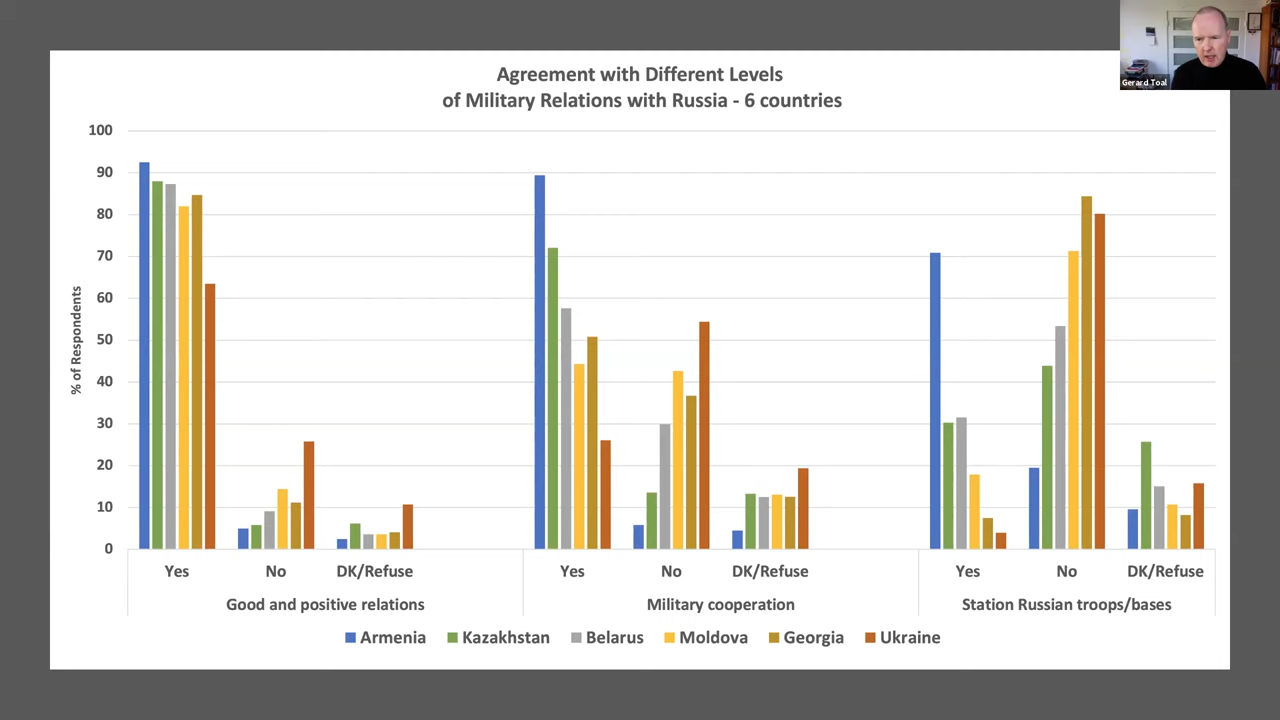 Gerard Toal
Agreement with Different Levels
of Military Relations with Russia - 6 countries
% of Respondents
100
90
80
70
60
50
40
30
20
10
0
Yes No DK/Refuse Yes No DK/Refuse Yes No DK/Refuse
Good and positive relations Military cooperation Station Russian troops/bases
Armenia Kazakhstan Belarus Moldova Georgia Ukraine